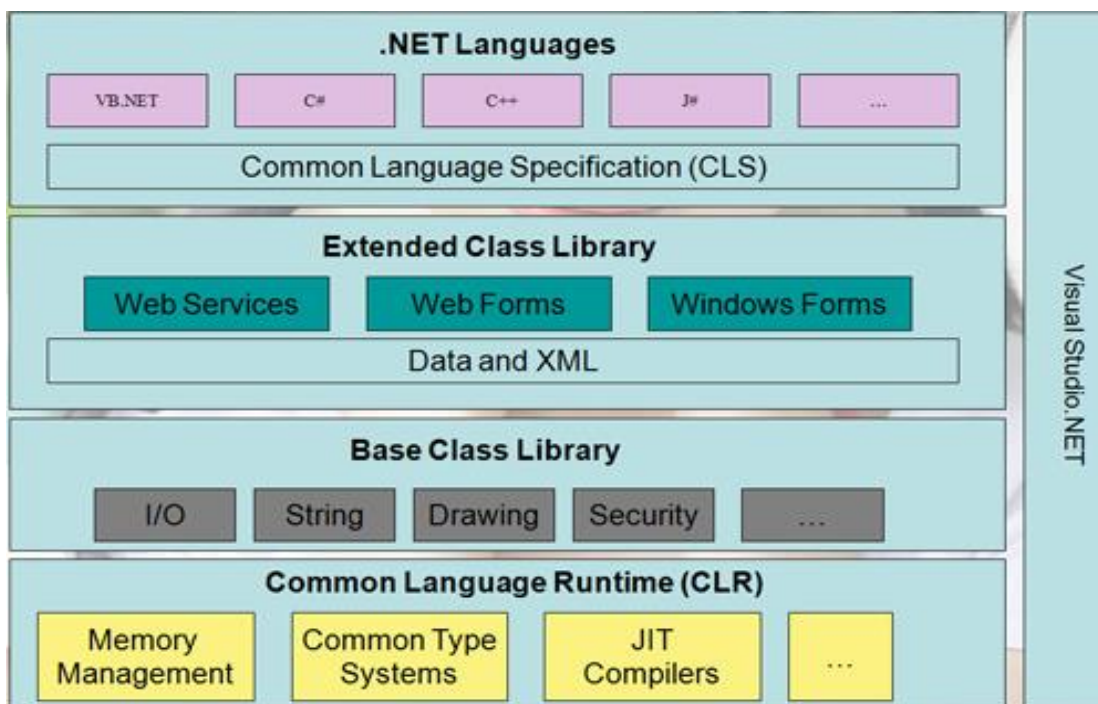 .NET Languages
VB.NET
C#
C++
J#
...
Common Language Specification (CLS)
Extended Class Library
Web Services
Web Forms
Windows Forms
Data and XML
Base Class Library
I/O
String
Drawing
Security
...
Common Language Runtime (CLR)
Memory
Management
Common Type
Systems
JIT
Compilers
...
Visual Studio.NET